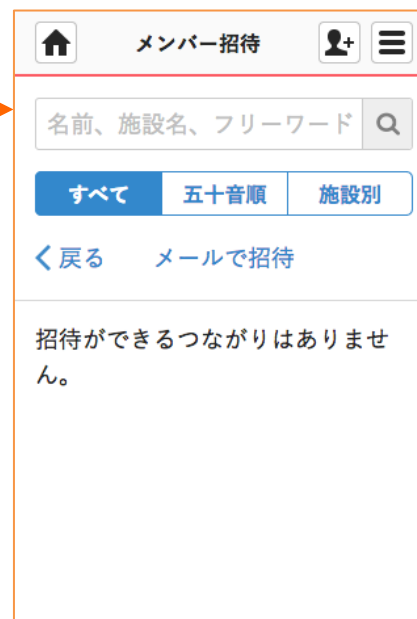 メンバー招待
名前、施設名、フリーワード
すべて 五十音順 施設別
戻る メールで招待
招待ができるつながりはありませ
ん。